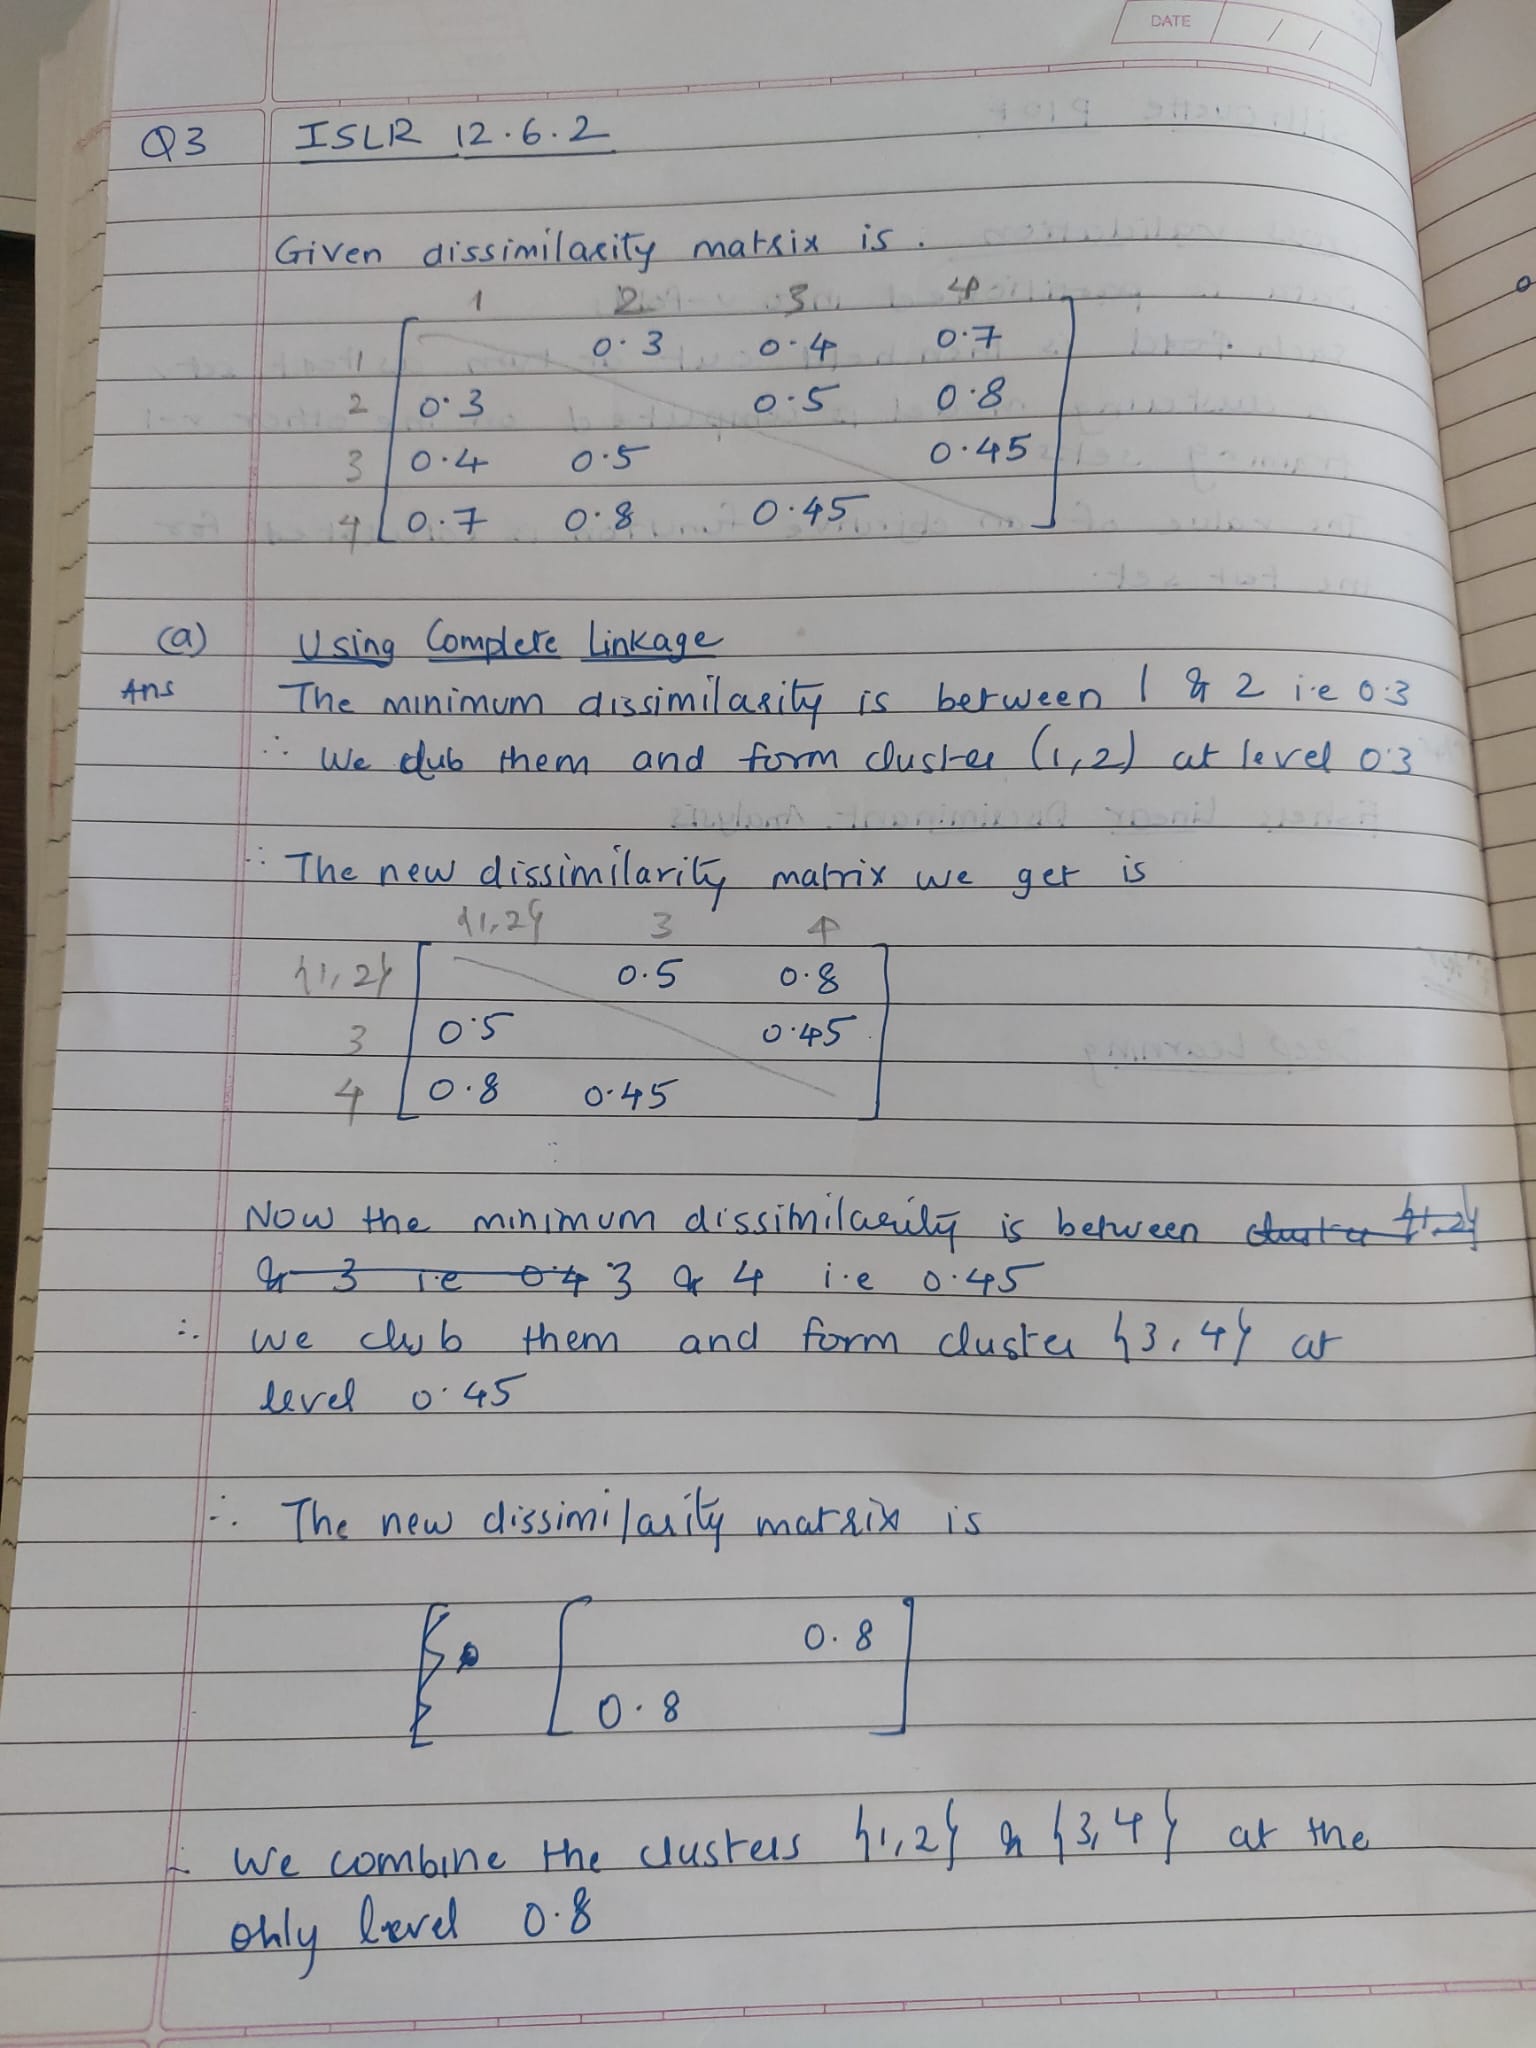 DATE / /
Q3 ISLR 12.6.2
Given dissimilarity matrix is .
1 2 3 4
1 0.3 0.4 0.7
2 0.3 0.5 0.8
3 0.4 0.5 0.45
4 0.7 0.8 0.45
(a) Using Complete Linkage
Ans The minimum dissimilarity is between 1 & 2 i.e 0.3
∴ We club them and form cluster (1,2) at level 0.3
∴ The new dissimilarity matrix we get is
{1,2} 3 4
{1,2} 0.5 0.8
3 0.5 0.45
4 0.8 0.45
Now the minimum dissimilarity is between cluster {1,2}
& 3 i.e 0.4 3 & 4 i.e 0.45
∴ we club them and form cluster {3,4} at
level 0.45
∴ The new dissimilarity matrix is
0.8
0.8
∴ We combine the clusters {1,2} & {3,4} at the
only level 0.8